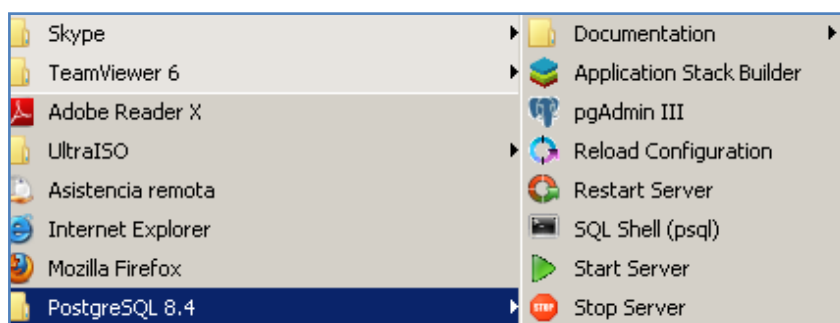 Skype
TeamViewer 6
Adobe Reader X
UltraISO
Asistencia remota
Internet Explorer
Mozilla Firefox
PostgreSQL 8.4
Documentation
Application Stack Builder
pgAdmin III
Reload Configuration
Restart Server
SQL Shell (psql)
Start Server
STOP Stop Server